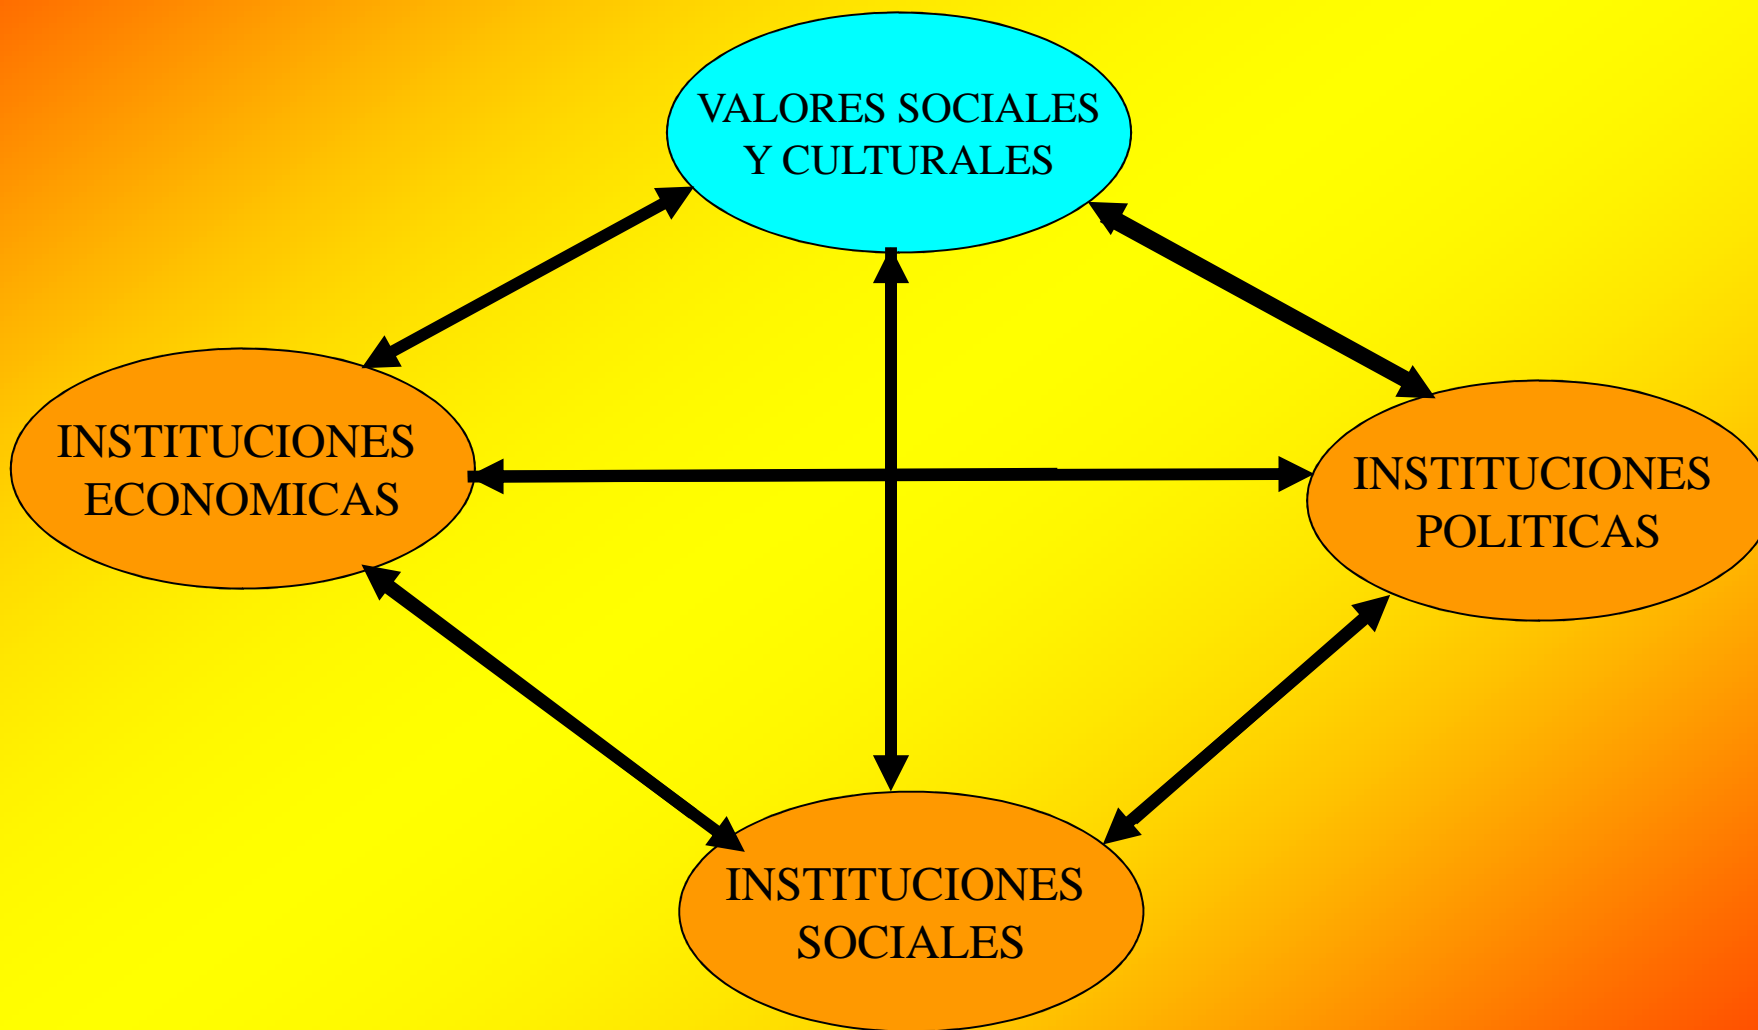 VALORES SOCIALES
Y CULTURALES
INSTITUCIONES
ECONOMICAS
INSTITUCIONES
POLITICAS
INSTITUCIONES
SOCIALES